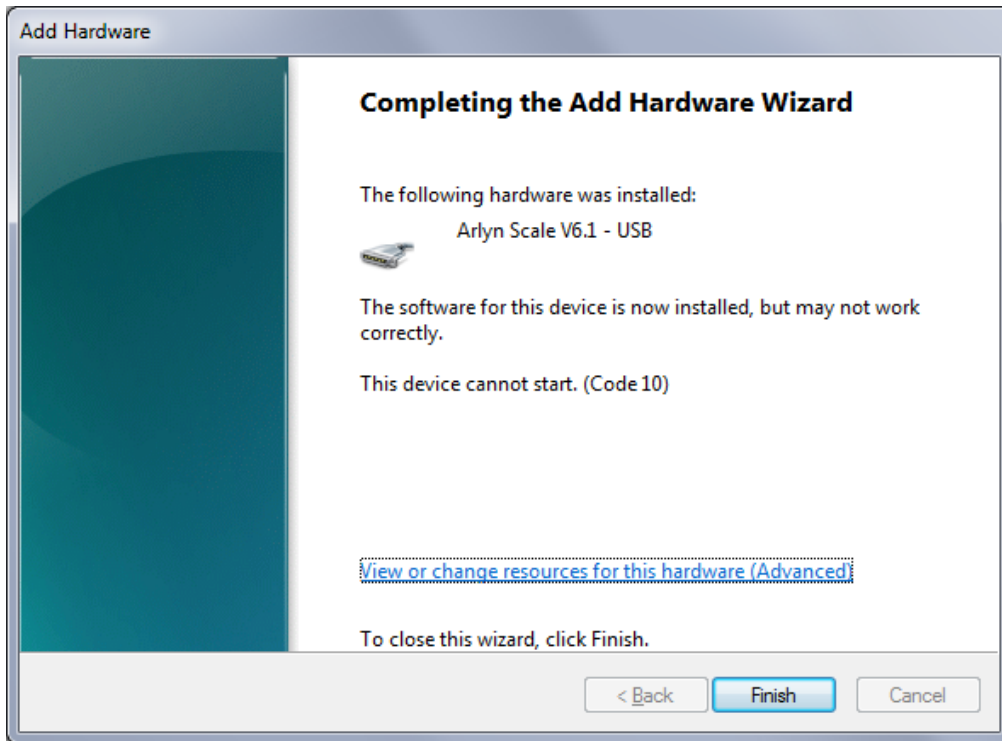 Add Hardware
Completing the Add Hardware Wizard
The following hardware was installed:
Arlyn Scale V6.1 - USB
The software for this device is now installed, but may not work
correctly.
This device cannot start. (Code 10)
View or change resources for this hardware (Advanced)
To close this wizard, click Finish.
< Back
Finish
Cancel